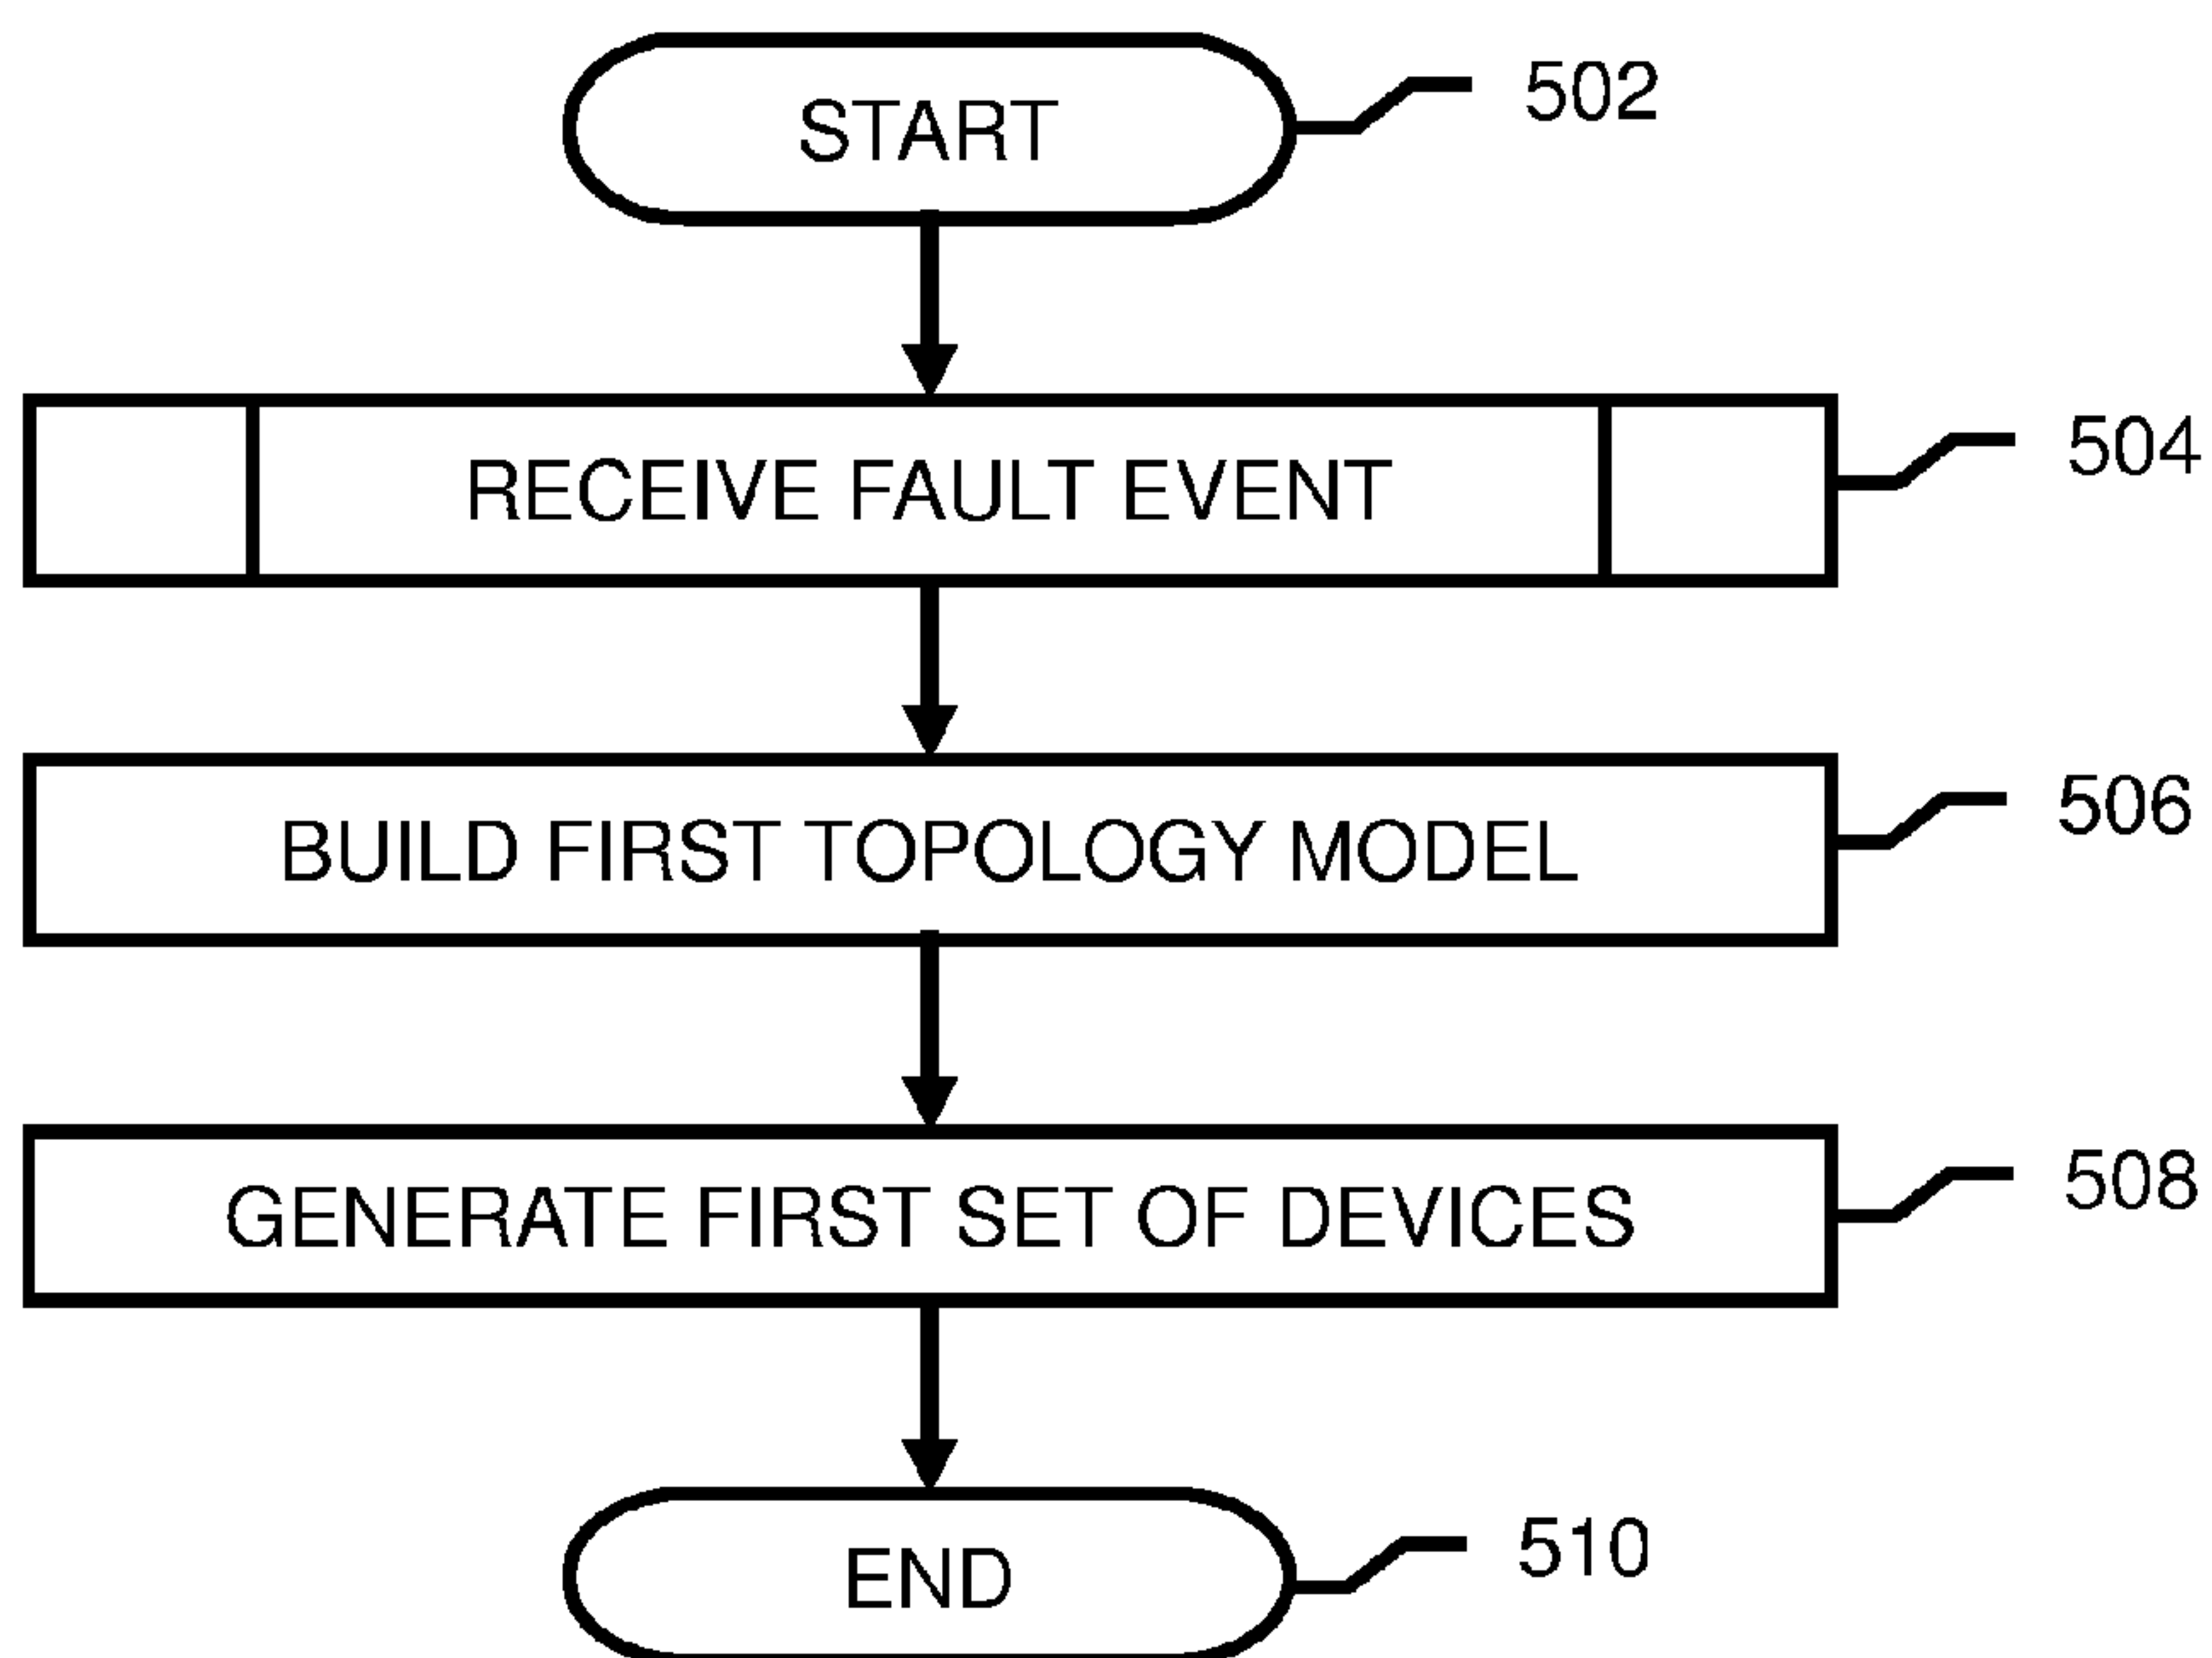 START
502
RECEIVE FAULT EVENT
504
BUILD FIRST TOPOLOGY MODEL
506
GENERATE FIRST SET OF DEVICES
508
END
510